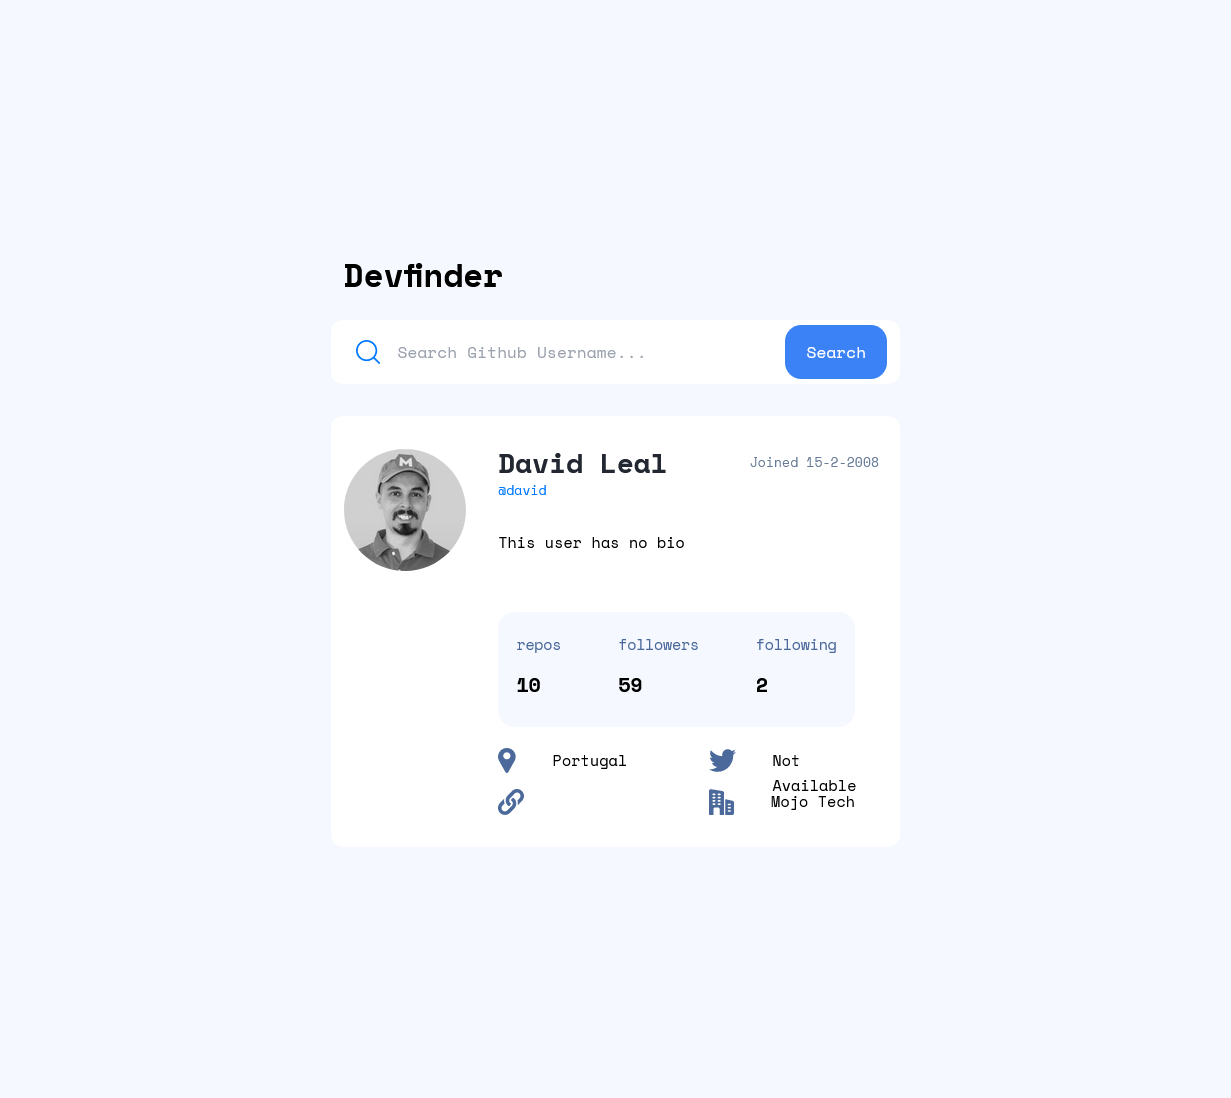 Devfinder
Search Github Username...
Search
M
David Leal
Joined 15-2-2008
@david
This user has no bio
repos
followers
following
10
59
2
Portugal
Not
Available
Mojo Tech